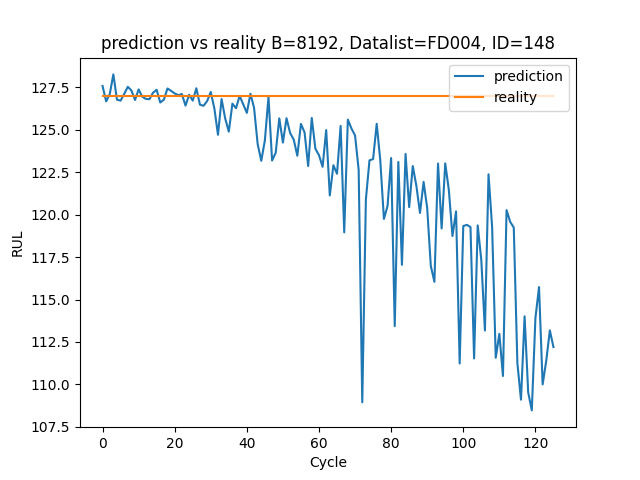 prediction vs reality B=8192, Datalist=FD004, ID=148
prediction
reality
RUL
127.5
125.0
122.5
120.0
117.5
115.0
112.5
110.0
107.5
0 20 40 60 80 100 120
Cycle